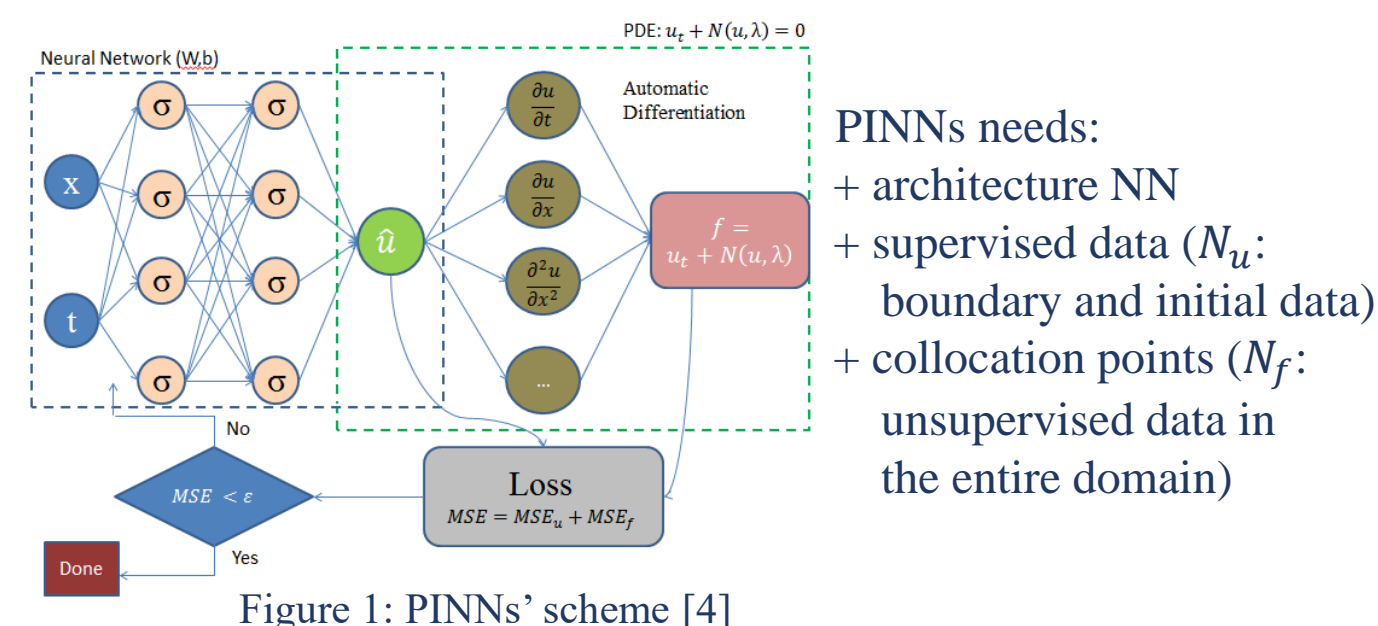 PDE: u_t + N(u, λ) = 0
Neural Network (W,b)
Automatic
Differentiation
x
t
σ
σ
σ
σ
σ
σ
σ
σ
û
∂u/∂t
∂u/∂x
∂²u/∂x²
...
f =
u_t + N(u, λ)
Loss
MSE = MSE_u + MSE_f
No
MSE < ε
Yes
Done
Figure 1: PINNs’ scheme [4]
PINNs needs:
+ architecture NN
+ supervised data (N_u:
boundary and initial data)
+ collocation points (N_f:
unsupervised data in
the entire domain)